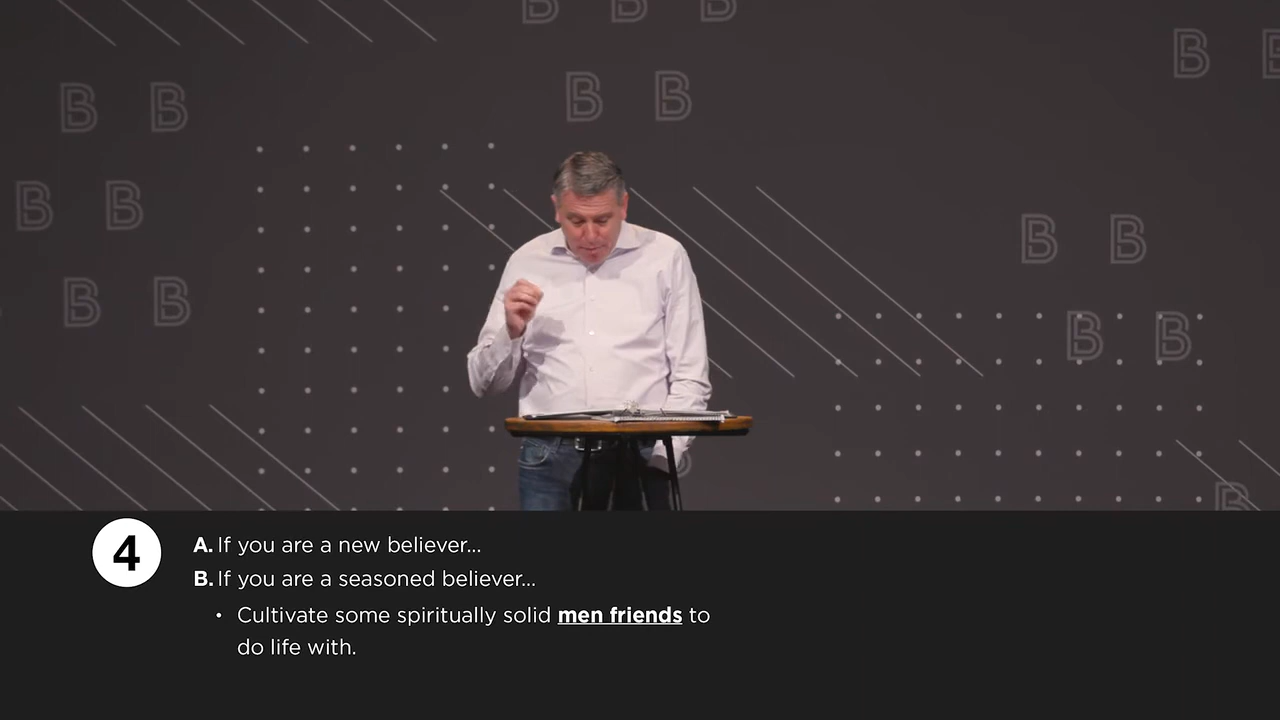 B B B
B B
B B
B B
B B
B B
B B
B B
B
4
A. If you are a new believer...
B. If you are a seasoned believer...
• Cultivate some spiritually solid men friends to
do life with.